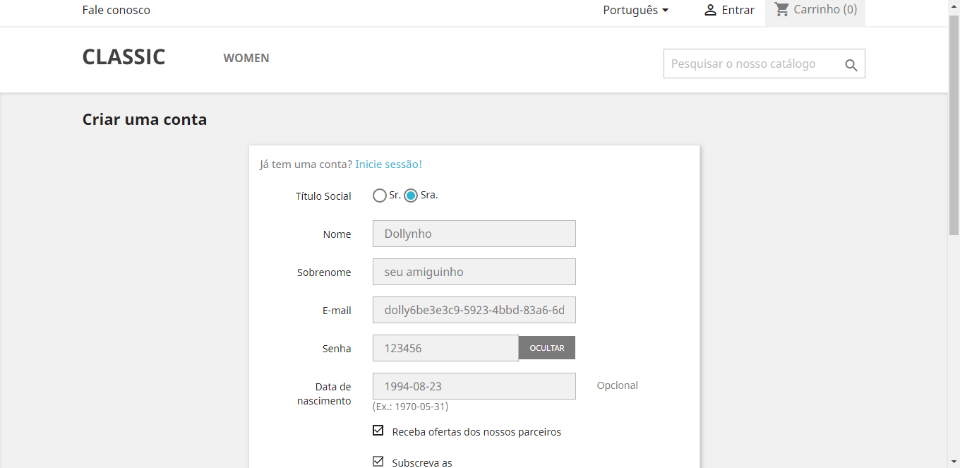 Fale conosco
Português
Entrar
Carrinho (0)
CLASSIC
WOMEN
Pesquisar o nosso catálogo
Criar uma conta
Já tem uma conta? Inicie sessão!
Título Social
Sr.
Sra.
Nome
Dollynho
Sobrenome
seu amiguinho
E-mail
dolly6be3e3c9-5923-4bbd-83a6-6d
Senha
123456
OCULTAR
Data de
nascimento
1994-08-23
Opcional
(Ex.: 1970-05-31)
Receba ofertas dos nossos parceiros
Subscreva as